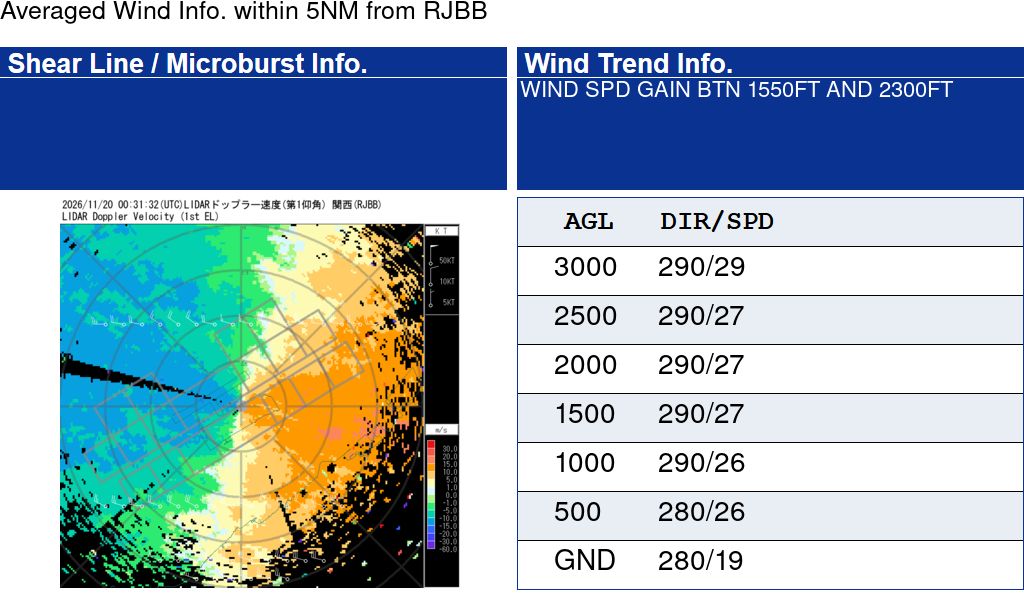 Averaged Wind Info. within 5NM from RJBB
Shear Line / Microburst Info.
Wind Trend Info.
WIND SPD GAIN BTN 1550FT AND 2300FT
2026/11/20 00:31:32(UTC)LIDARドップラー速度(第1仰角) 関西(RJBB)
LIDAR Doppler Velocity (1st EL)
K T
50KT
10KT
5KT
m/s
30.0
20.0
15.0
10.0
5.0
1.0
0.0
-1.0
-5.0
-10.0
-15.0
-20.0
-30.0
-60.0
AGL DIR/SPD
3000 290/29
2500 290/27
2000 290/27
1500 290/27
1000 290/26
500 280/26
GND 280/19